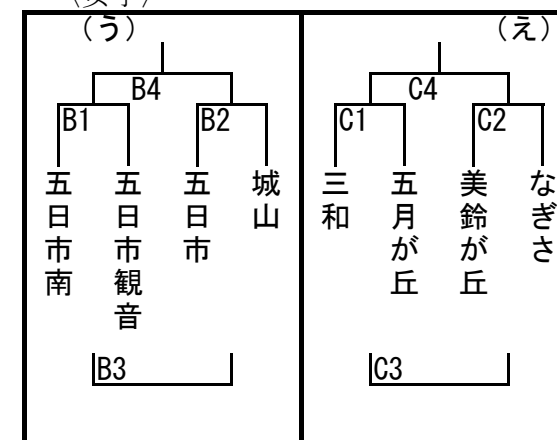 (う)
(え)
B4
C4
B1
B2
C1
C2
五日市南
五日市観音
五日市
城山
三和
五月が丘
美鈴が丘
なぎさ
B3
C3